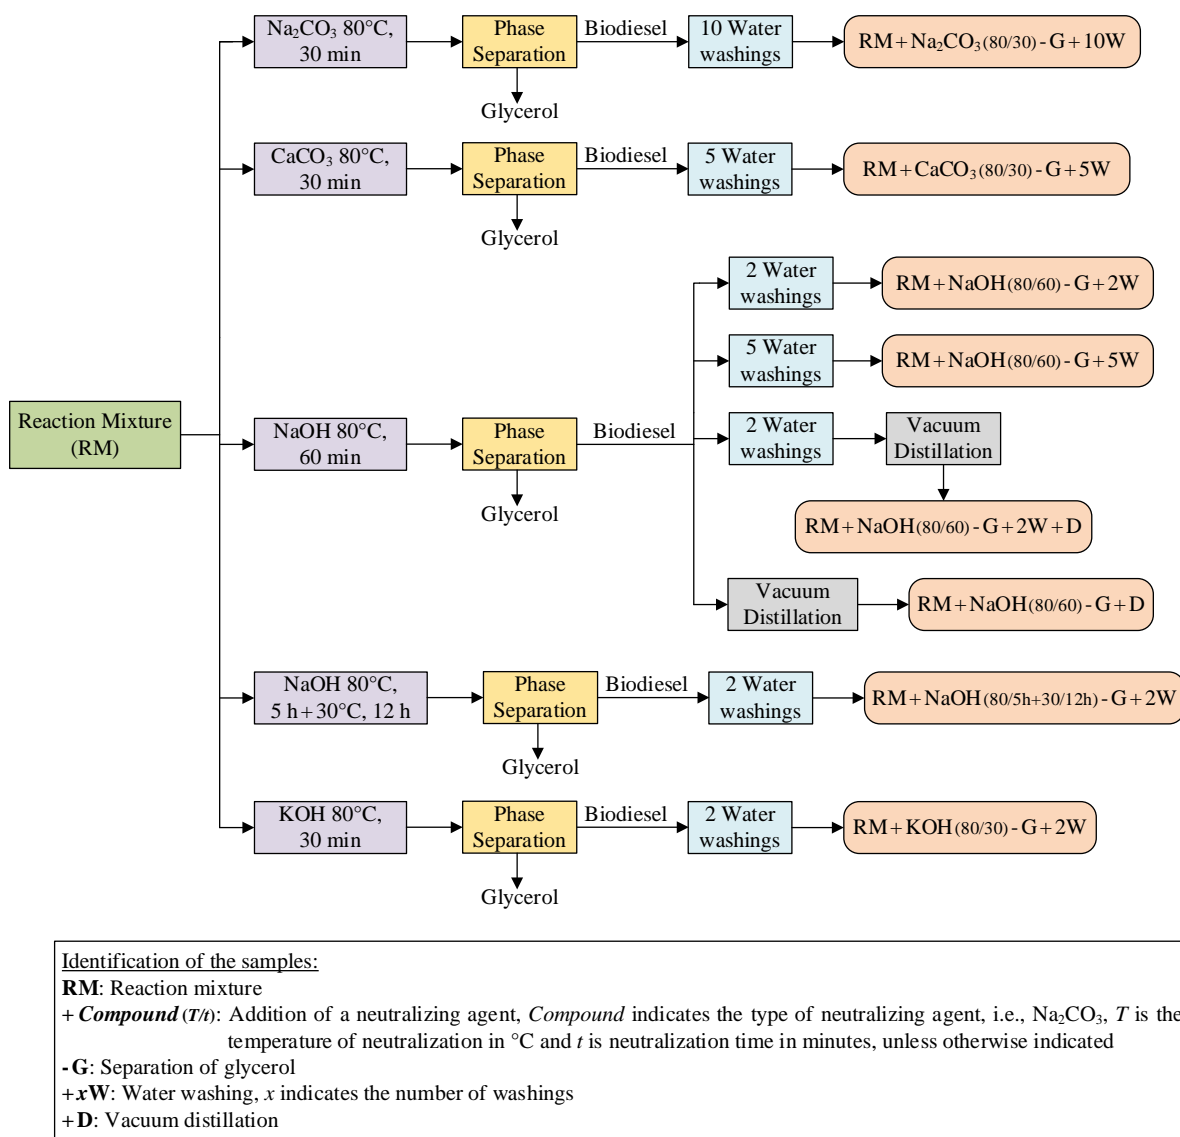 Na₂CO₃ 80°C,
30 min
Phase
Separation
Biodiesel
10 Water
washings
RM+Na₂CO₃(80/30)-G+10W
Glycerol
CaCO₃ 80°C,
30 min
Phase
Separation
Biodiesel
5 Water
washings
RM+CaCO₃(80/30)-G+5W
Glycerol
Reaction Mixture
(RM)
NaOH 80°C,
60 min
Phase
Separation
Biodiesel
Glycerol
2 Water
washings
RM+NaOH(80/60)-G+2W
5 Water
washings
RM+NaOH(80/60)-G+5W
2 Water
washings
Vacuum
Distillation
RM+NaOH(80/60)-G+2W+D
Vacuum
Distillation
RM+NaOH(80/60)-G+D
NaOH 80°C,
5 h+30°C, 12 h
Phase
Separation
Biodiesel
2 Water
washings
RM+NaOH(80/5h+30/12h)-G+2W
Glycerol
KOH 80°C,
30 min
Phase
Separation
Biodiesel
2 Water
washings
RM+KOH(80/30)-G+2W
Glycerol
Identification of the samples:
RM: Reaction mixture
+Compound (T/t): Addition of a neutralizing agent, Compound indicates the type of neutralizing agent, i.e., Na₂CO₃, T is the
temperature of neutralization in °C and t is neutralization time in minutes, unless otherwise indicated
-G: Separation of glycerol
+xW: Water washing, x indicates the number of washings
+D: Vacuum distillation